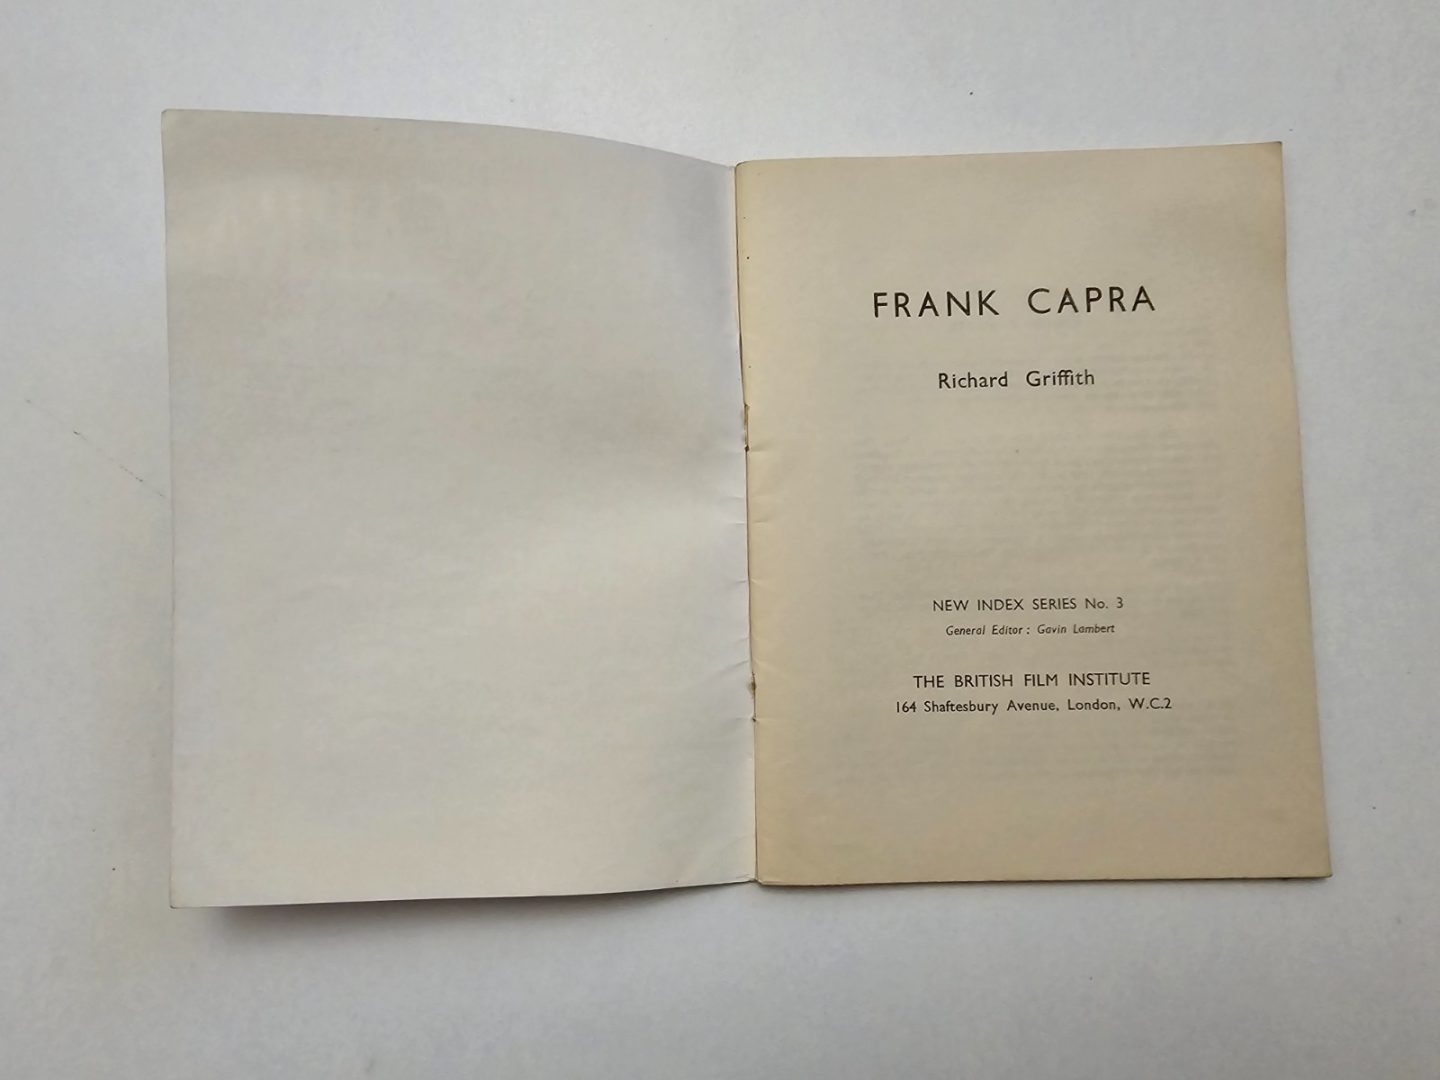 FRANK CAPRA
Richard Griffith
NEW INDEX SERIES No. 3
General Editor : Gavin Lambert
THE BRITISH FILM INSTITUTE
164 Shaftesbury Avenue, London, W.C.2